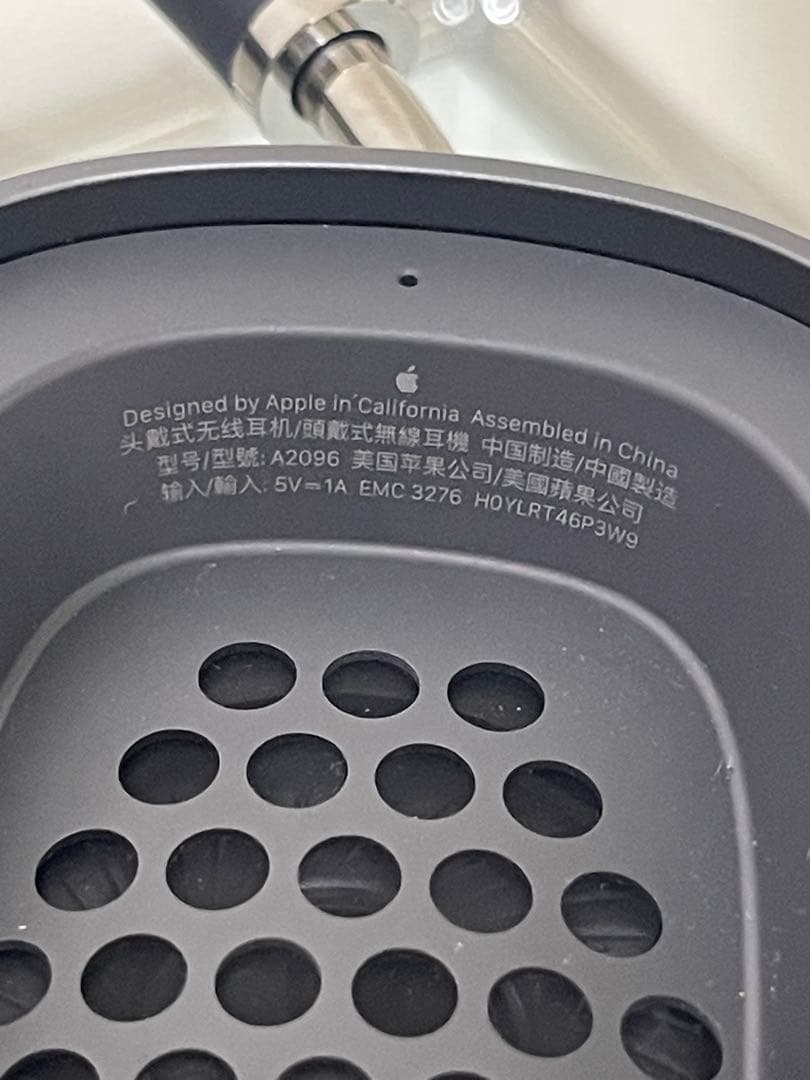 Designed by Apple in California Assembled in China
头戴式无线耳机/頭戴式無線耳機 中国制造/中國製造
型号/型號: A2096 美国苹果公司/美國蘋果公司
输入/輸入: 5V⎓1A EMC 3276 H0YLRT46P3W9